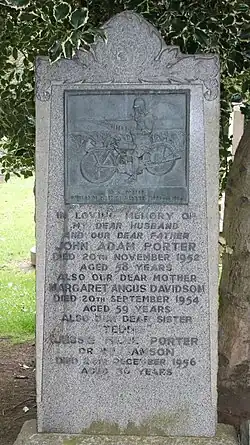 IN LOVING MEMORY OF
MY DEAR HUSBAND
AND OUR DEAR FATHER
JOHN ADAM PORTER
DIED 20TH NOVEMBER 1952
AGED 58 YEARS
ALSO OUR DEAR MOTHER
MARGARET ANGUS DAVIDSON
DIED 20TH SEPTEMBER 1954
AGED 59 YEARS
ALSO OUR DEAR SISTER
PORTER
DIED DECEMBER 1956
AGED 36 YEARS